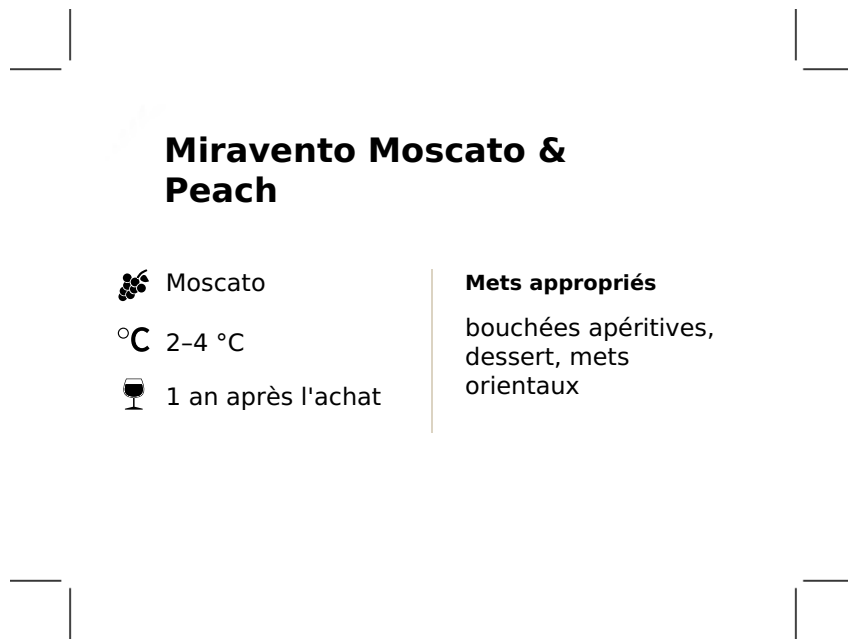 Miravento Moscato &
Peach
Moscato
°C 2–4 °C
1 an après l'achat
Mets appropriés
bouchées apéritives,
dessert, mets
orientaux